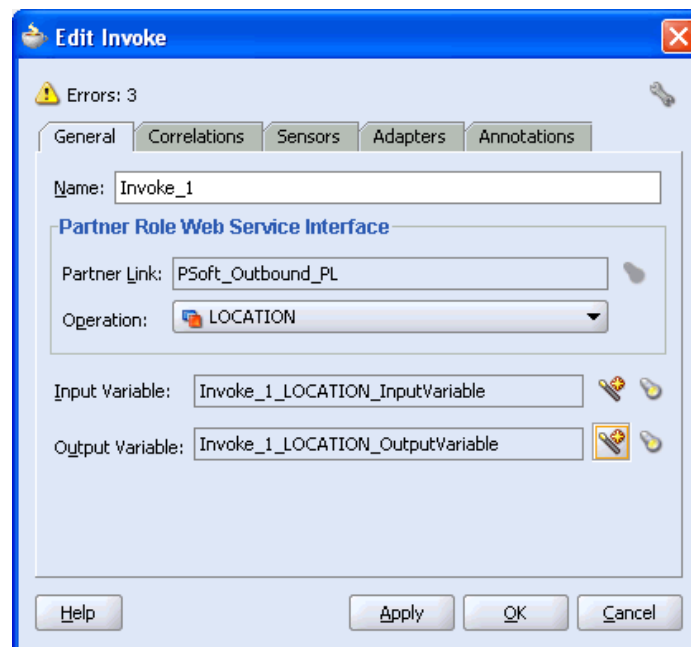 Edit Invoke
Errors: 3
General Correlations Sensors Adapters Annotations
Name: Invoke_1
Partner Role Web Service Interface
Partner Link: PSoft_Outbound_PL
Operation: LOCATION
Input Variable: Invoke_1_LOCATION_InputVariable
Output Variable: Invoke_1_LOCATION_OutputVariable
Help Apply OK Cancel